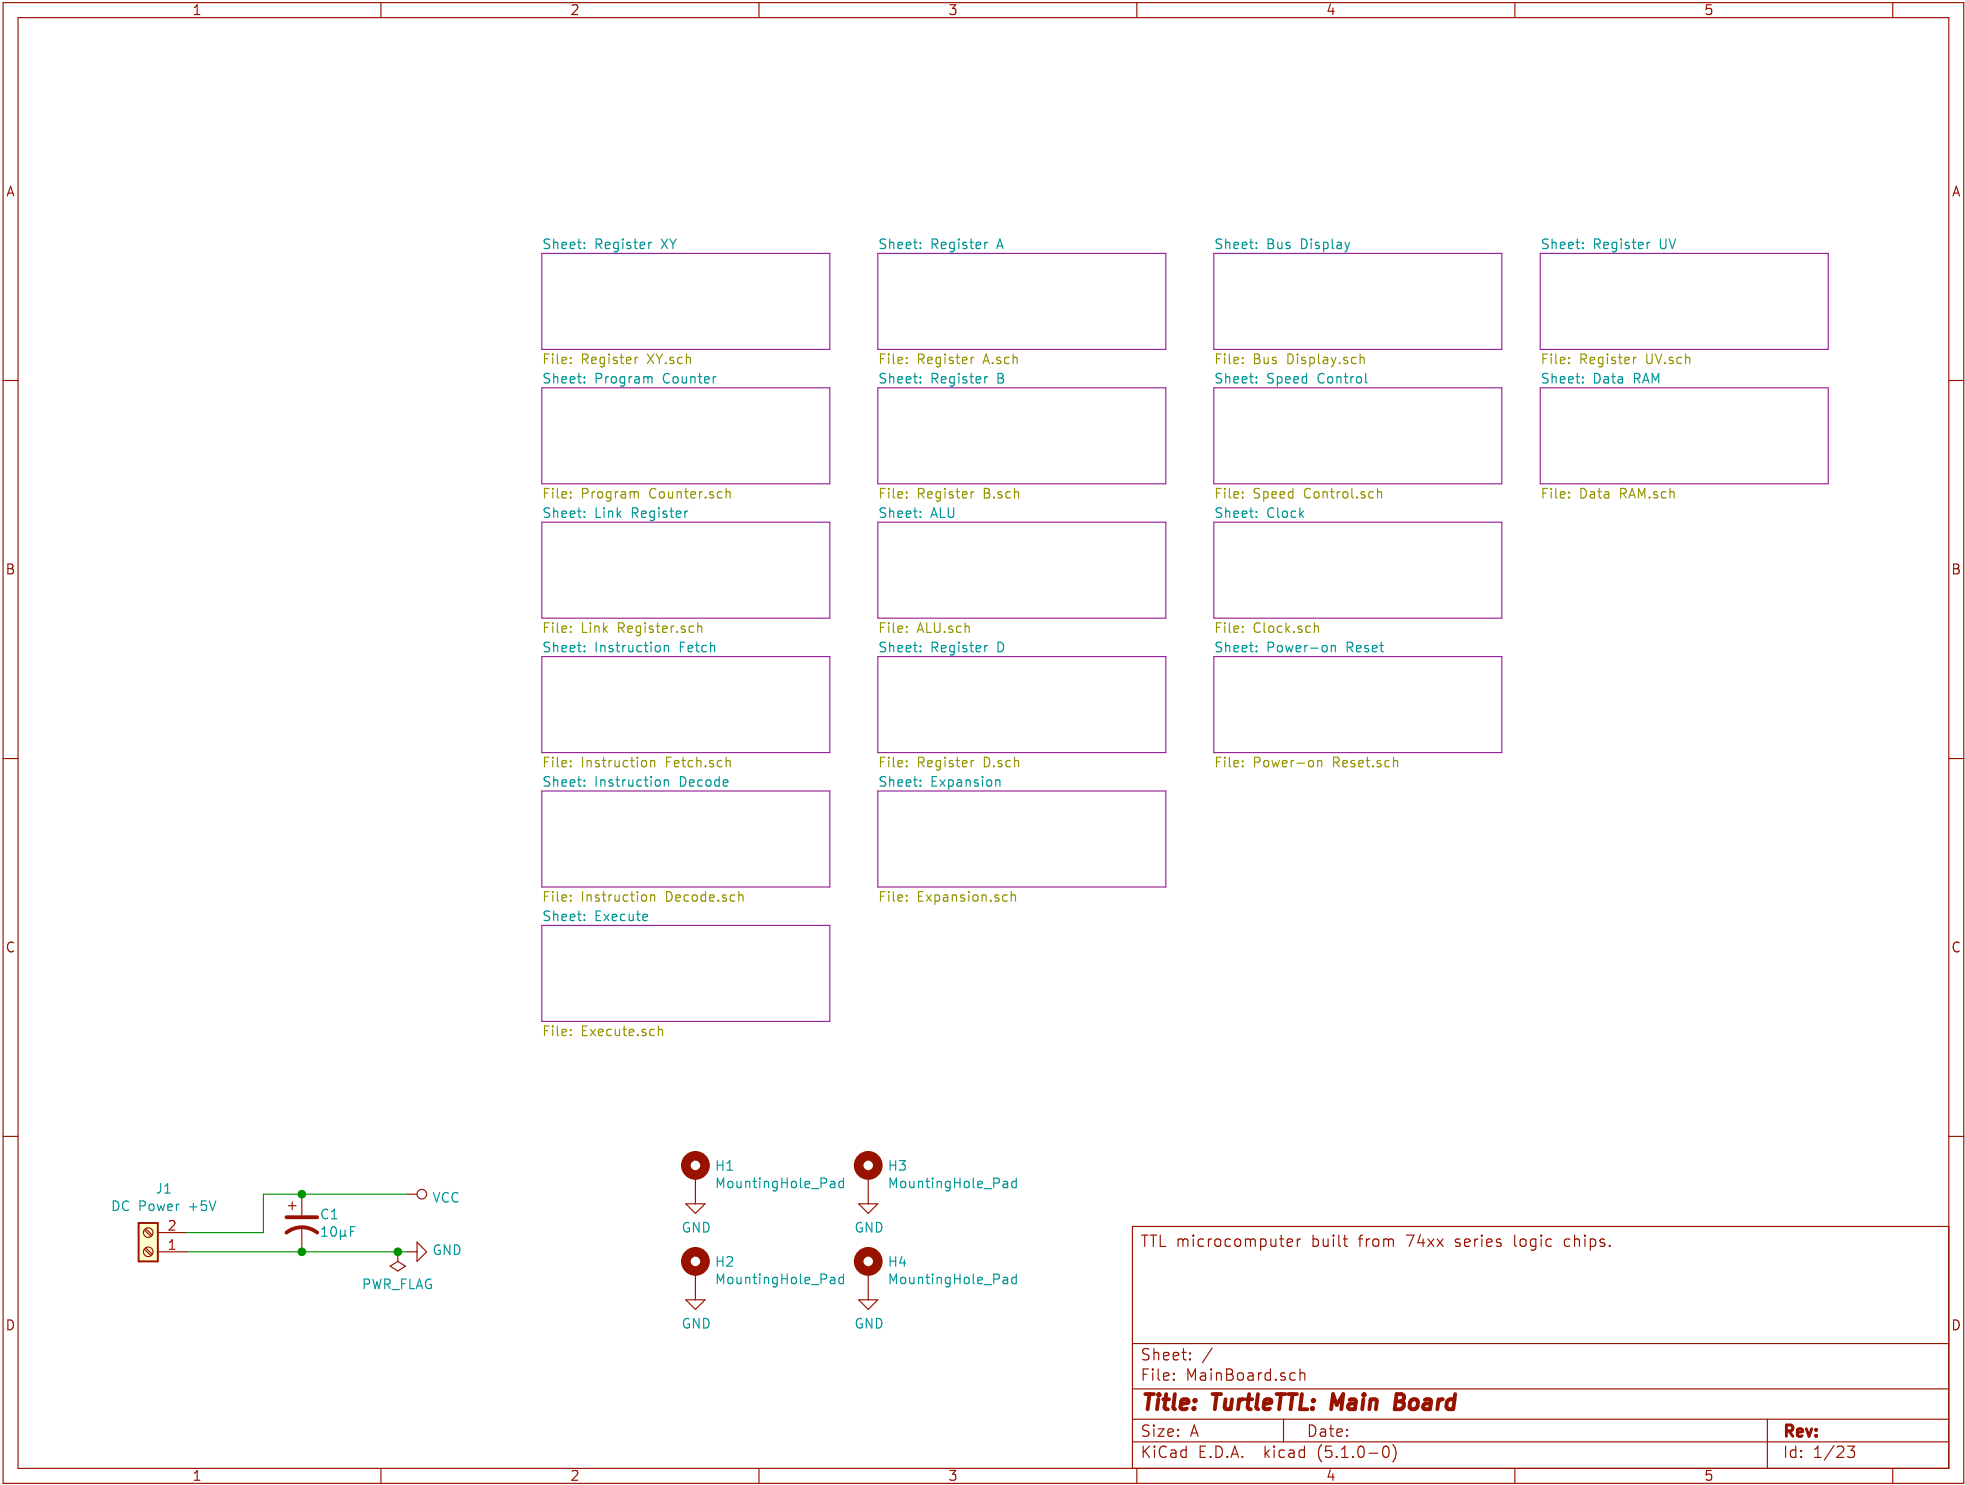 1 2 3 4 5
A A
Sheet: Register XY Sheet: Register A Sheet: Bus Display Sheet: Register UV
File: Register XY.sch File: Register A.sch File: Bus Display.sch File: Register UV.sch
Sheet: Program Counter Sheet: Register B Sheet: Speed Control Sheet: Data RAM
File: Program Counter.sch File: Register B.sch File: Speed Control.sch File: Data RAM.sch
Sheet: Link Register Sheet: ALU Sheet: Clock
B B
File: Link Register.sch File: ALU.sch File: Clock.sch
Sheet: Instruction Fetch Sheet: Register D Sheet: Power-on Reset
File: Instruction Fetch.sch File: Register D.sch File: Power-on Reset.sch
Sheet: Instruction Decode Sheet: Expansion
File: Instruction Decode.sch File: Expansion.sch
Sheet: Execute
C C
File: Execute.sch
J1
DC Power +5V
2
1
+
C1
10µF
VCC
GND
PWR_FLAG
H1
MountingHole_Pad
GND
H3
MountingHole_Pad
GND
H2
MountingHole_Pad
GND
H4
MountingHole_Pad
GND
TTL microcomputer built from 74xx series logic chips.
D D
Sheet: /
File: MainBoard.sch
Title: TurtleTTL: Main Board
Size: A Date: Rev:
KiCad E.D.A. kicad (5.1.0-0) Id: 1/23
1 2 3 4 5